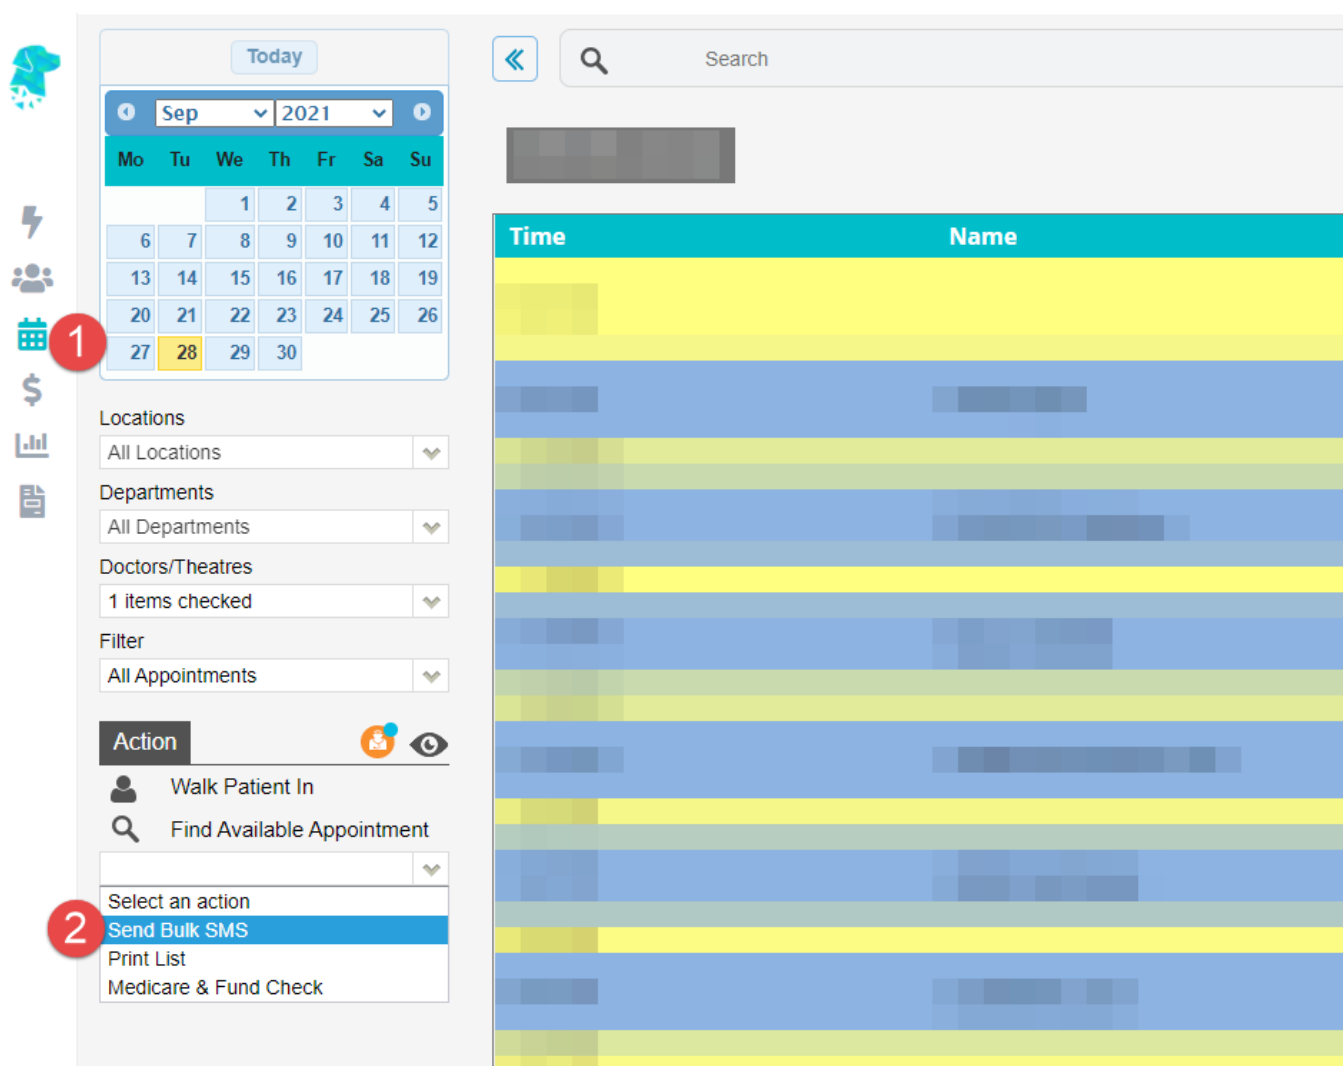 Today
Search
Sep 2021
Mo Tu We Th Fr Sa Su
1 2 3 4 5
6 7 8 9 10 11 12
13 14 15 16 17 18 19
20 21 22 23 24 25 26
27 28 29 30
1
Locations
All Locations
Departments
All Departments
Doctors/Theatres
1 items checked
Filter
All Appointments
Action
Walk Patient In
Find Available Appointment
Select an action
2
Send Bulk SMS
Print List
Medicare & Fund Check
Time Name